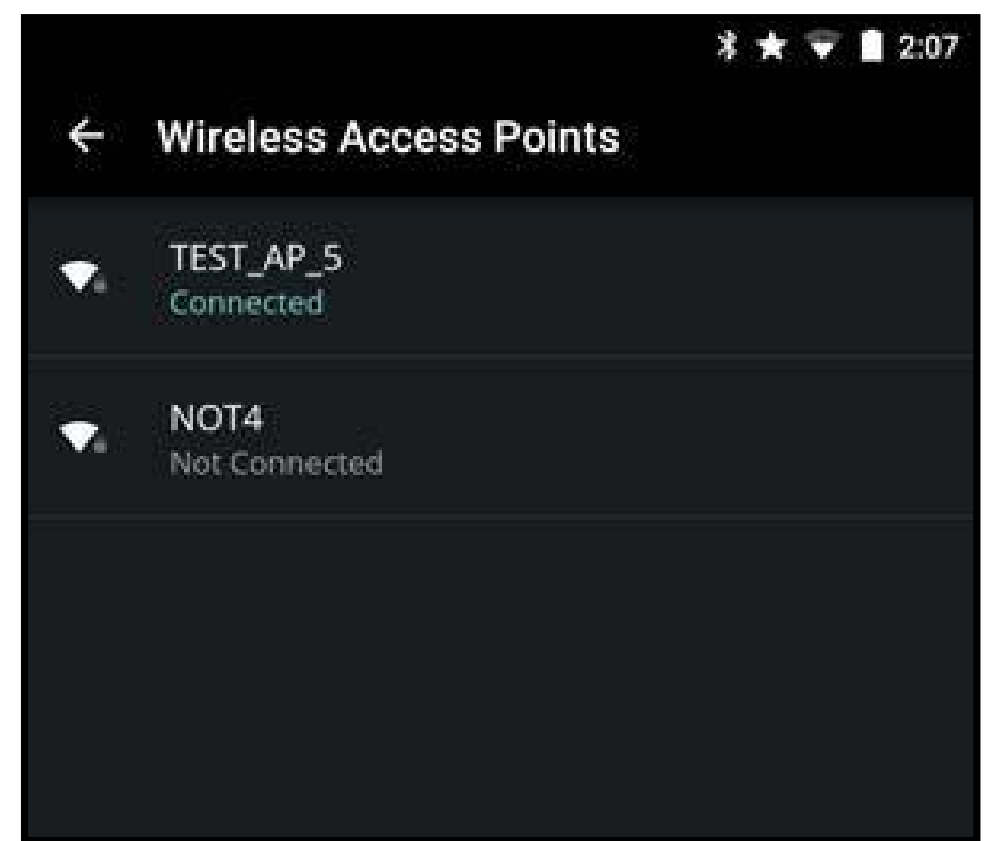 2:07
Wireless Access Points
TEST_AP_5
Connected
NOT4
Not Connected